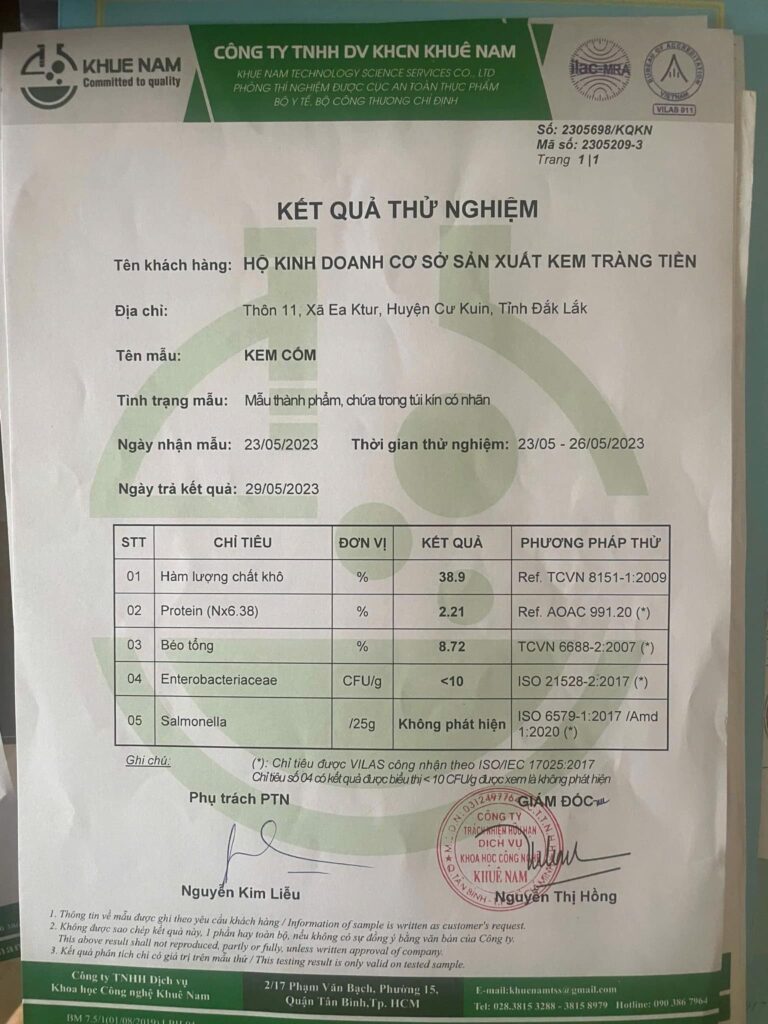 KHUE NAM
Committed to quality
CÔNG TY TNHH DV KHCN KHUÊ NAM
KHUE NAM TECHNOLOGY SCIENCE SERVICES CO., LTD
PHÒNG THÍ NGHIỆM ĐƯỢC CỤC AN TOÀN THỰC PHẨM
BỘ Y TẾ, BỘ CÔNG THƯƠNG CHỈ ĐỊNH
ilac-MRA
BUREAU OF ACCREDITATION
VIETNAM
VILAS 911
Số: 2305698/KQKN
Mã số: 2305209-3
Trang 1|1
KẾT QUẢ THỬ NGHIỆM
Tên khách hàng: HỘ KINH DOANH CƠ SỞ SẢN XUẤT KEM TRÀNG TIỀN
Địa chỉ: Thôn 11, Xã Ea Ktur, Huyện Cư Kuin, Tỉnh Đắk Lắk
Tên mẫu: KEM CỐM
Tình trạng mẫu: Mẫu thành phẩm, chứa trong túi kín có nhãn
Ngày nhận mẫu: 23/05/2023 Thời gian thử nghiệm: 23/05 - 26/05/2023
Ngày trả kết quả: 29/05/2023
STT CHỈ TIÊU ĐƠN VỊ KẾT QUẢ PHƯƠNG PHÁP THỬ
01 Hàm lượng chất khô % 38.9 Ref. TCVN 8151-1:2009
02 Protein (Nx6.38) % 2.21 Ref. AOAC 991.20 (*)
03 Béo tổng % 8.72 TCVN 6688-2:2007 (*)
04 Enterobacteriaceae CFU/g <10 ISO 21528-2:2017 (*)
05 Salmonella /25g Không phát hiện ISO 6579-1:2017 /Amd
1:2020 (*)
Ghi chú: (*): Chỉ tiêu được VILAS công nhận theo ISO/IEC 17025:2017
Chỉ tiêu số 04 có kết quả được biểu thị < 10 CFU/g được xem là không phát hiện
Phụ trách PTN GIÁM ĐỐC
CÔNG TY
TRÁCH NHIỆM HỮU HẠN
DỊCH VỤ
KHOA HỌC CÔNG NGHỆ
KHUÊ NAM
Nguyễn Kim Liễu Nguyễn Thị Hồng
1. Thông tin về mẫu được ghi theo yêu cầu khách hàng / Information of sample is written as customer's request.
2. Không được sao chép kết quả này, 1 phần hay toàn bộ, nếu không có sự đồng ý bằng văn bản của Công ty.
This above result shall not reproduced, partly or fully, unless written approval of company.
3. Kết quả phân tích chỉ có giá trị trên mẫu thử / This testing result is only valid on tested sample.
Công ty TNHH Dịch vụ
Khoa học Công nghệ Khuê Nam
2/17 Phạm Văn Bạch, Phường 15,
Quận Tân Bình,Tp. HCM
E-mail:khuenamtss@gmail.com
Tel: 028.3815 3288 - 3815 8979 Hotline: 090 386 7964